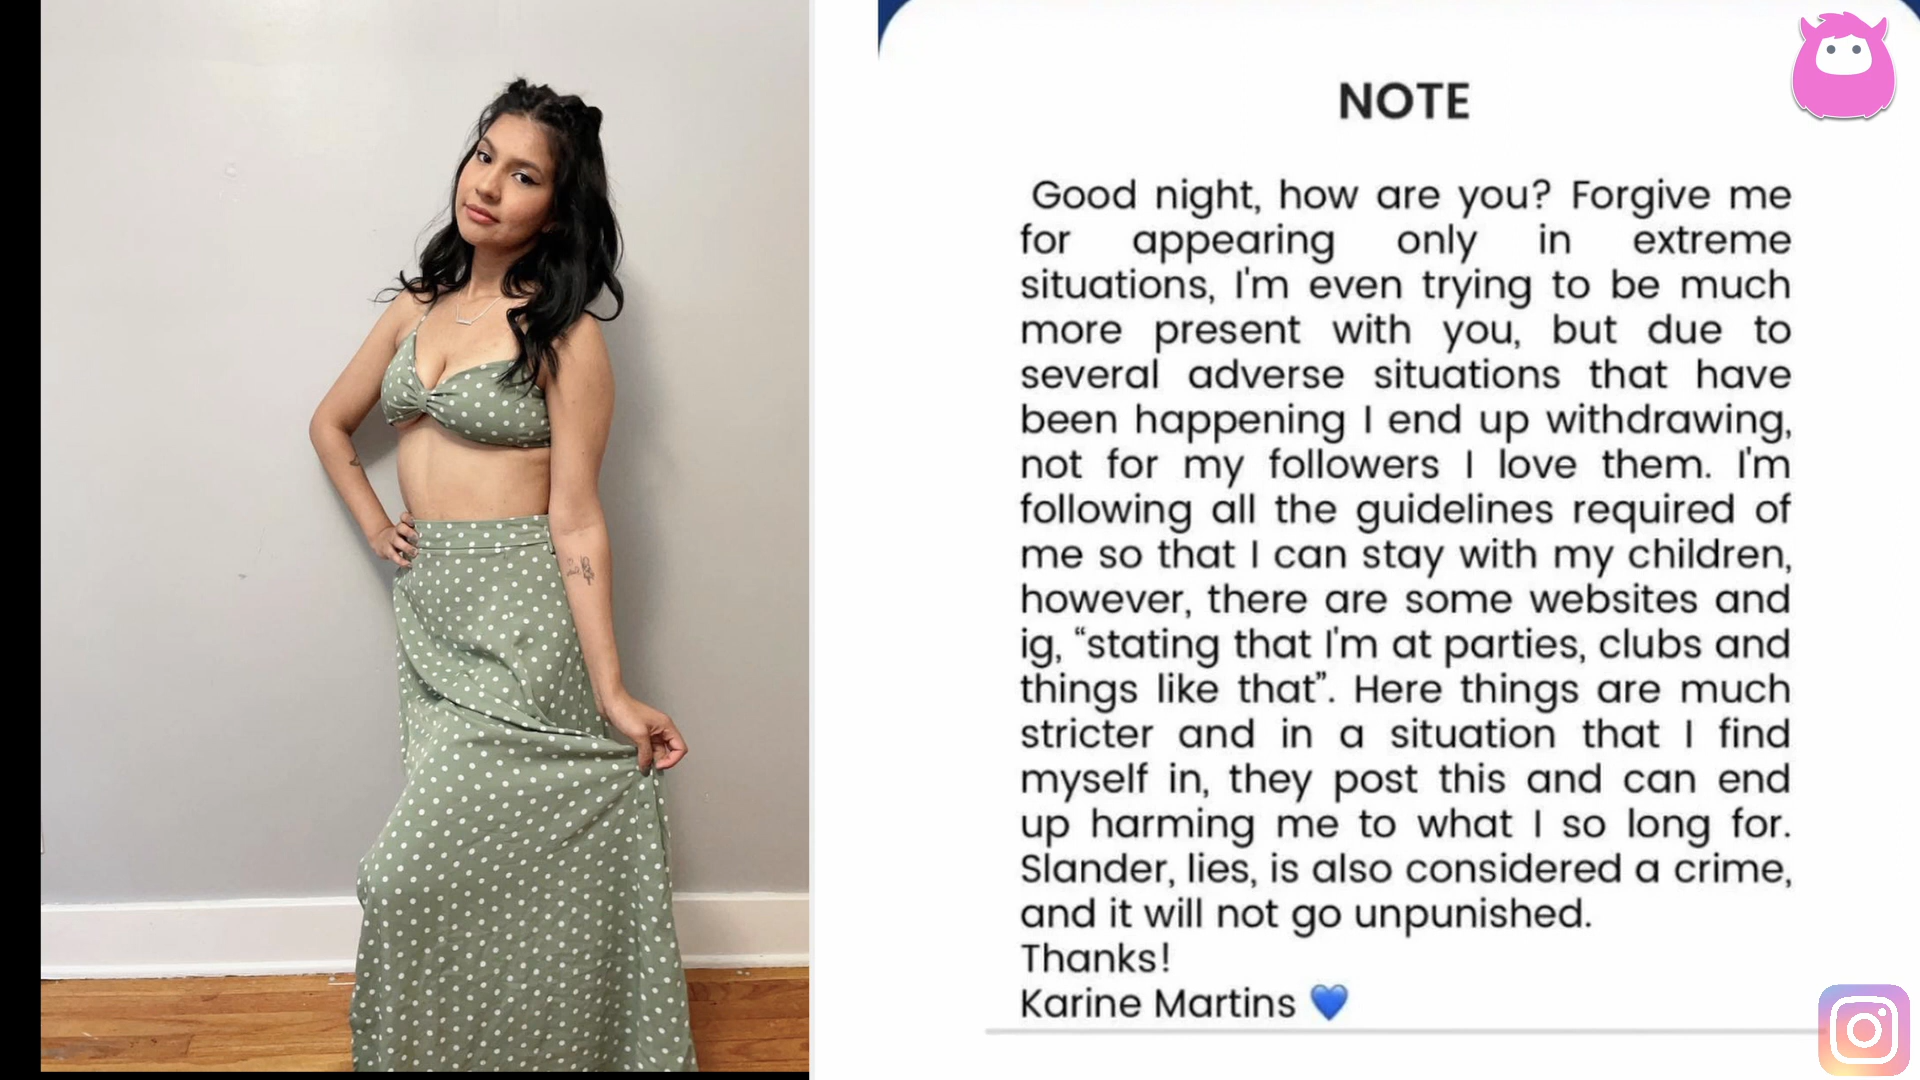 NOTE
Good night, how are you? Forgive me
for appearing only in extreme
situations, I'm even trying to be much
more present with you, but due to
several adverse situations that have
been happening I end up withdrawing,
not for my followers I love them. I'm
following all the guidelines required of
me so that I can stay with my children,
however, there are some websites and
ig, “stating that I'm at parties, clubs and
things like that”. Here things are much
stricter and in a situation that I find
myself in, they post this and can end
up harming me to what I so long for.
Slander, lies, is also considered a crime,
and it will not go unpunished.
Thanks!
Karine Martins 💙